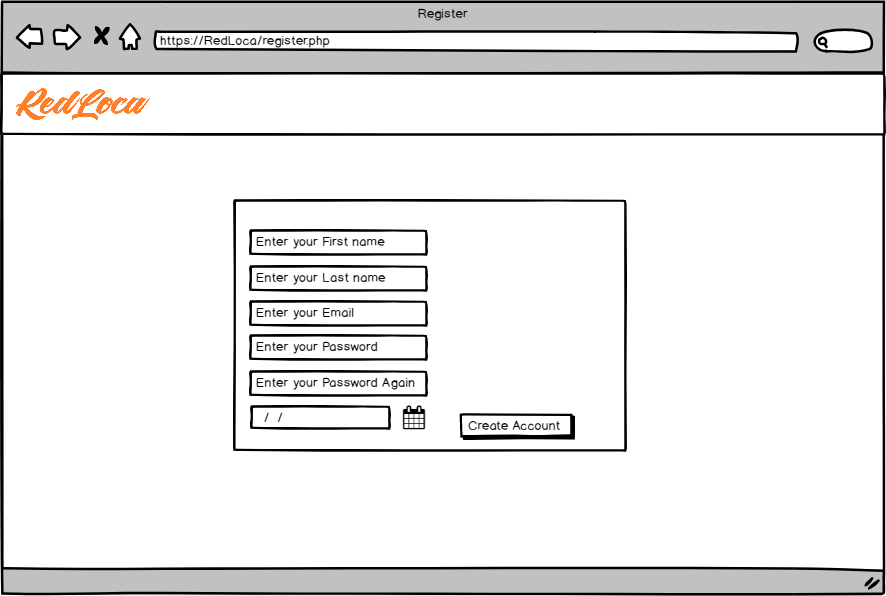 Register
https://RedLoca/register.php
RedLoca
Enter your First name
Enter your Last name
Enter your Email
Enter your Password
Enter your Password Again
/ /
Create Account